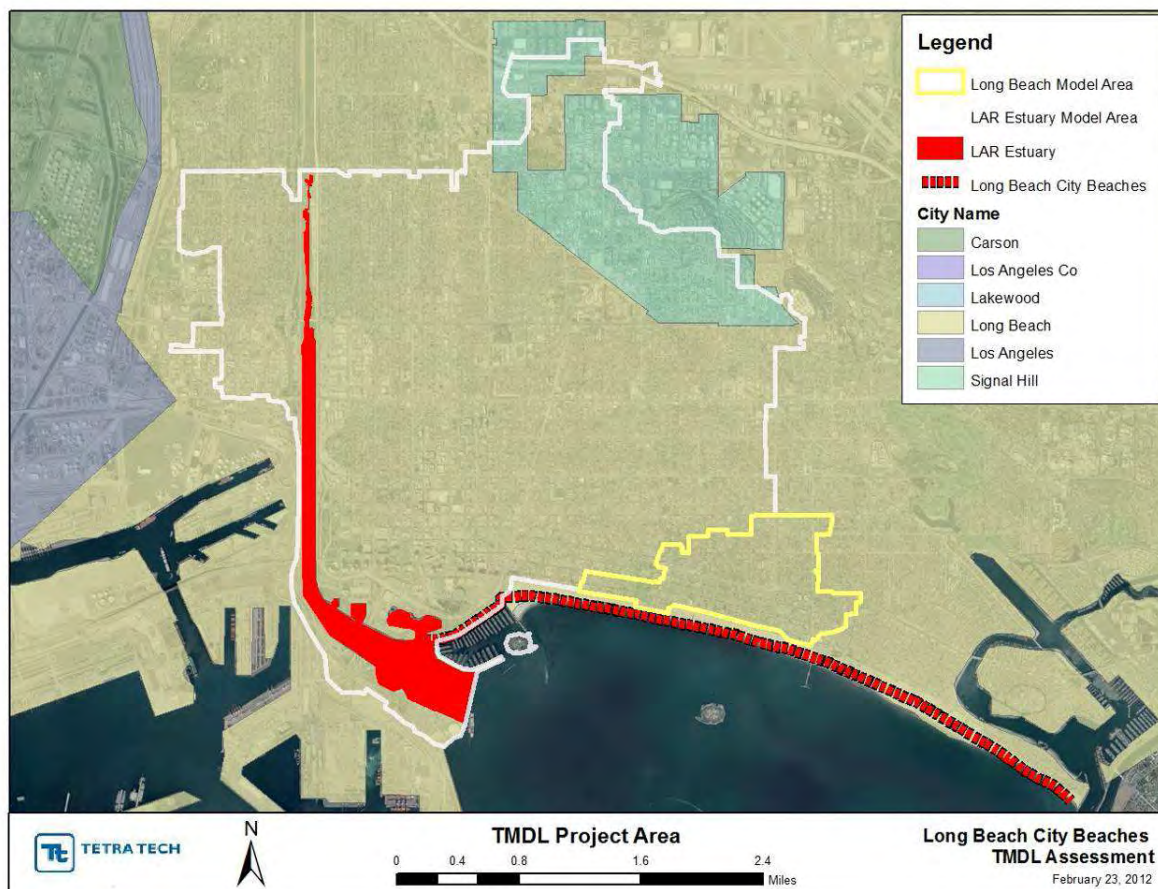 Legend
Long Beach Model Area
LAR Estuary Model Area
LAR Estuary
Long Beach City Beaches
City Name
Carson
Los Angeles Co
Lakewood
Long Beach
Los Angeles
Signal Hill
Tt
TETRA TECH
N
TMDL Project Area
0 0.4 0.8 1.6 2.4
Miles
Long Beach City Beaches
TMDL Assessment
February 23, 2012